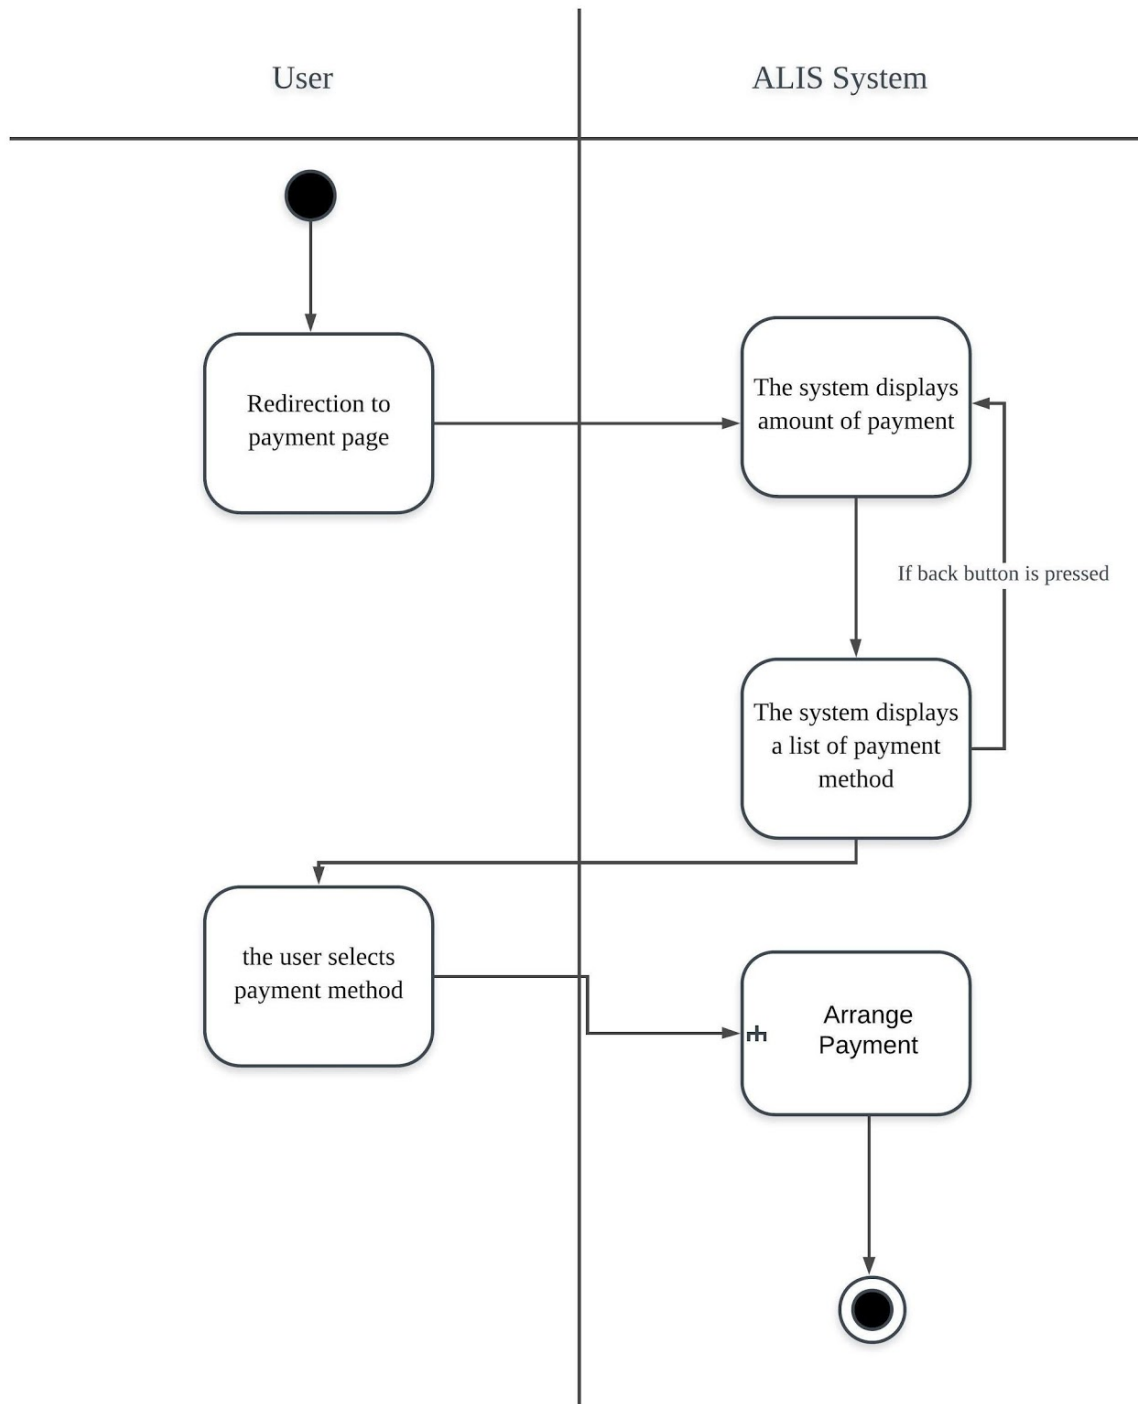 User
ALIS System
Redirection to
payment page
The system displays
amount of payment
If back button is pressed
The system displays
a list of payment
method
the user selects
payment method
Arrange
Payment